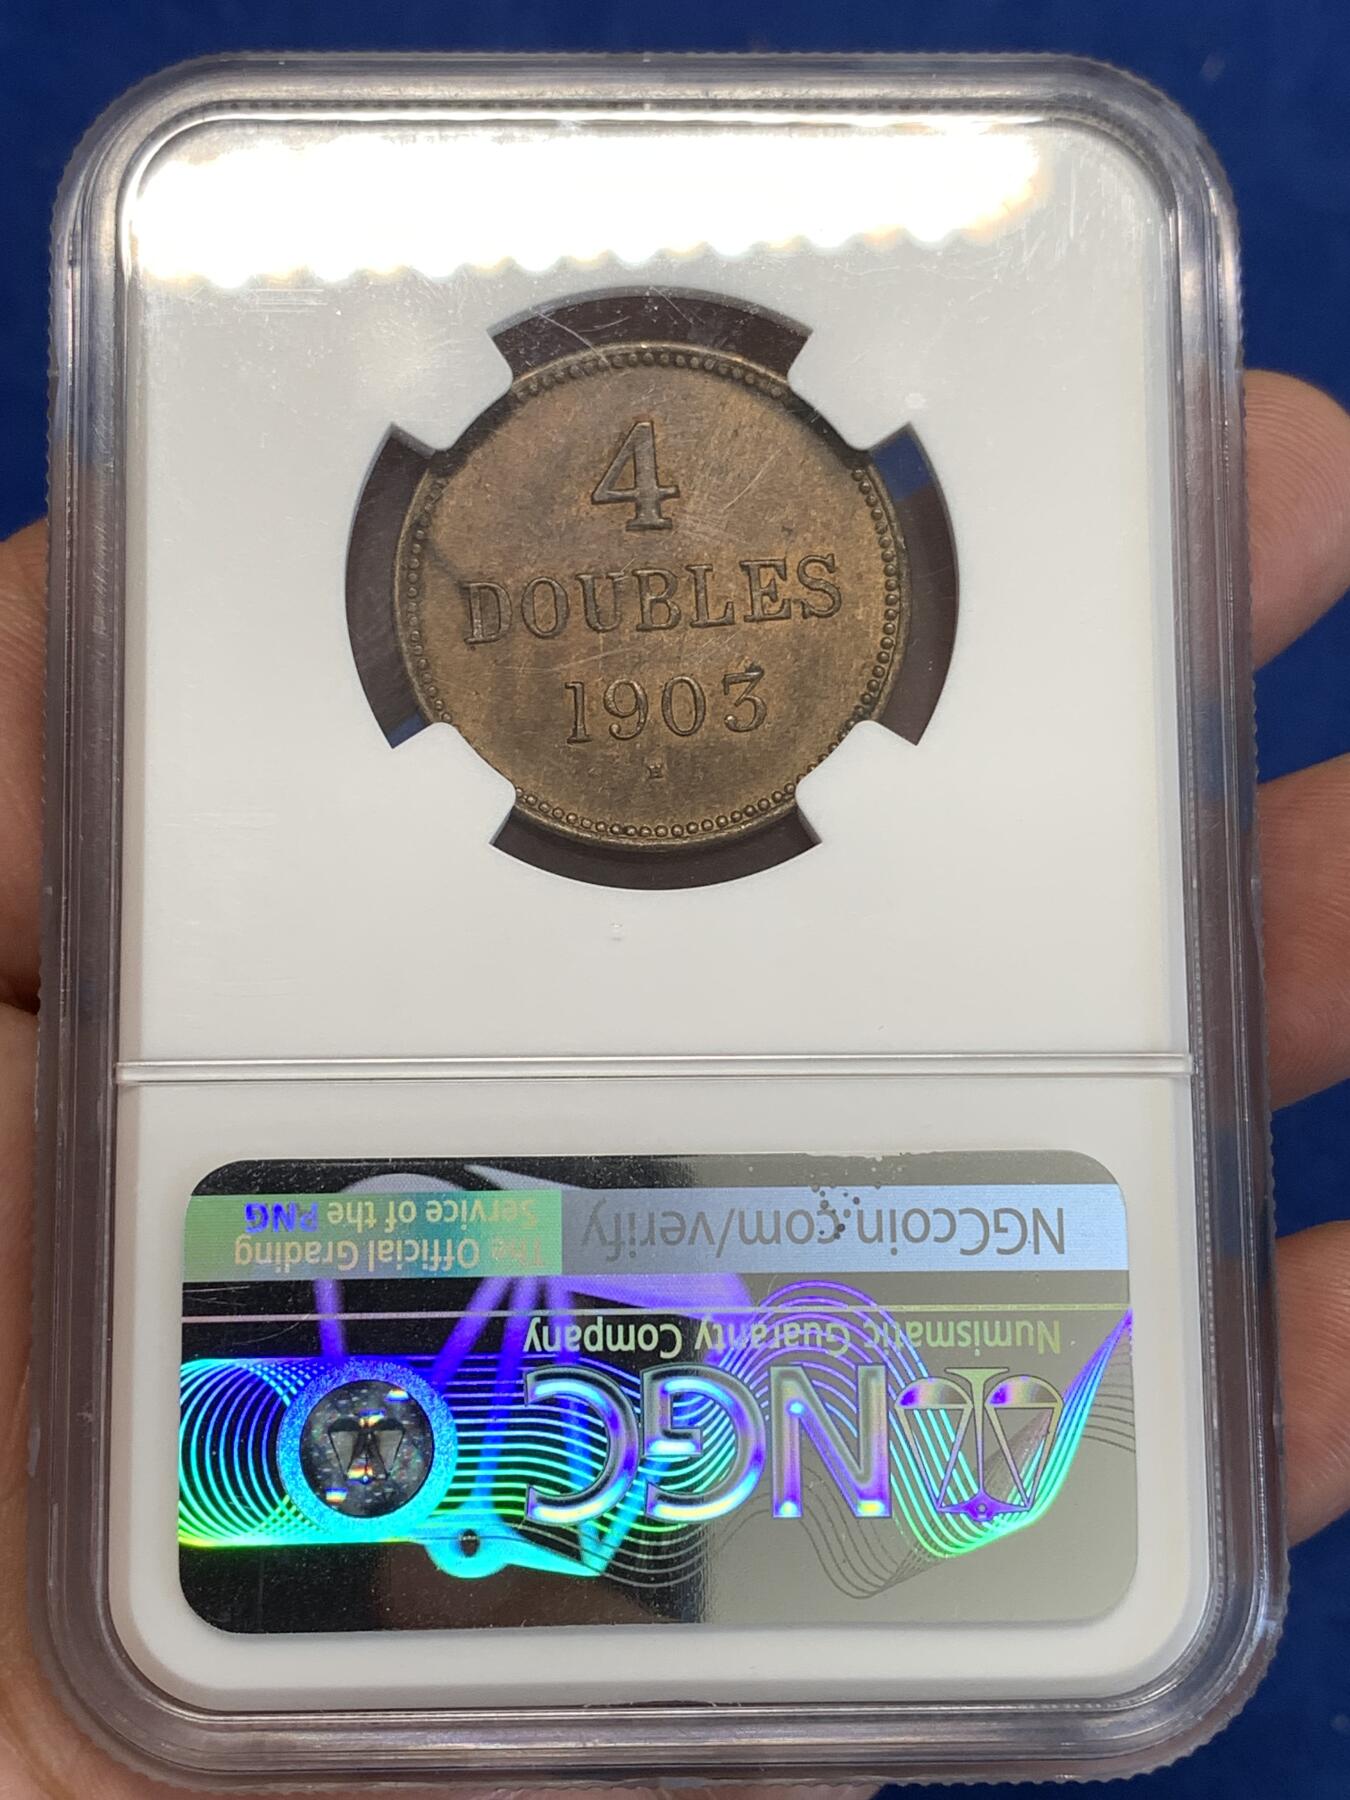 4
DOUBLES
1903
H
NGCcoin.com/verify
The Official Grading
Service of the PNG
Numismatic Guaranty Company
NGC